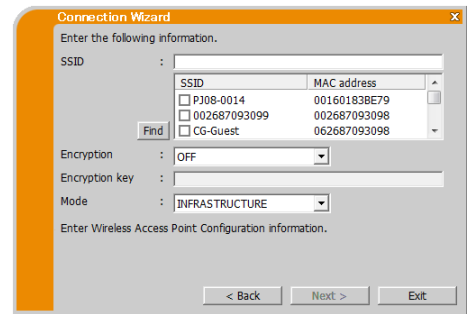 Connection Wizard x
Enter the following information.
SSID :
SSID MAC address
PJ08-0014 00160183BE79
002687093099 002687093098
Find CG-Guest 062687093098
Encryption : OFF
Encryption key :
Mode : INFRASTRUCTURE
Enter Wireless Access Point Configuration information.
< Back Next > Exit